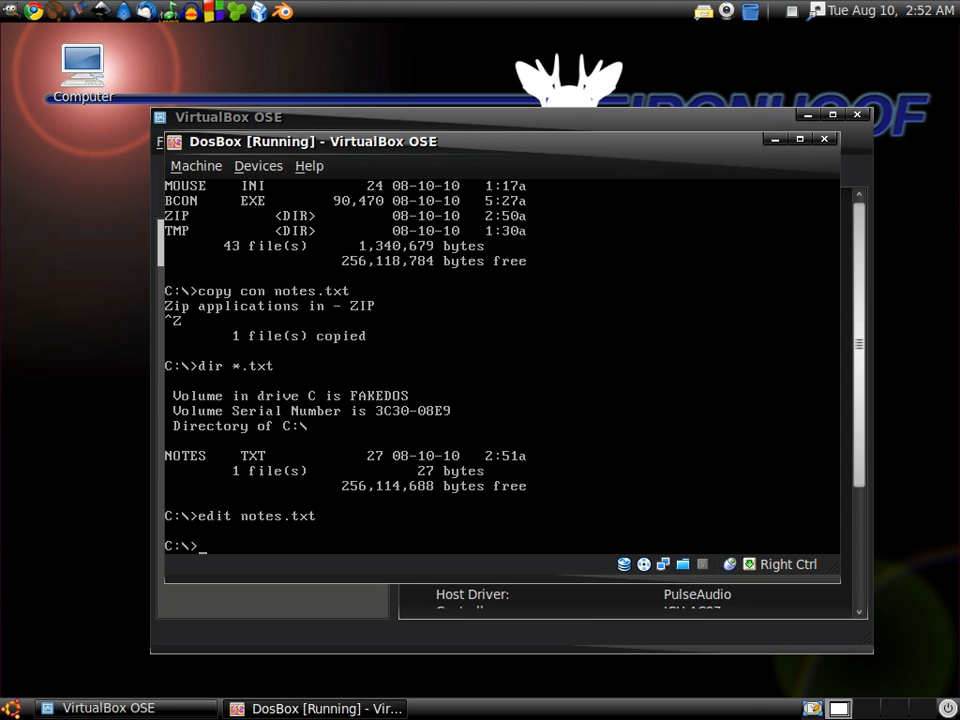 Tue Aug 10, 2:52 AM
Computer
VirtualBox OSE
DosBox [Running] - VirtualBox OSE
Machine Devices Help
MOUSE INI 24 08-10-10 1:17a
BCON EXE 90,470 08-10-10 5:27a
ZIP <DIR> 08-10-10 2:50a
TMP <DIR> 08-10-10 1:30a
43 file(s) 1,340,679 bytes
256,118,784 bytes free
C:\>copy con notes.txt
Zip applications in - ZIP
^Z
1 file(s) copied
C:\>dir *.txt
Volume in drive C is FAKEDOS
Volume Serial Number is 3C30-08E9
Directory of C:\
NOTES TXT 27 08-10-10 2:51a
1 file(s) 27 bytes
256,114,688 bytes free
C:\>edit notes.txt
C:\>_
Right Ctrl
Host Driver: PulseAudio
VirtualBox OSE
DosBox [Running] - Vir...